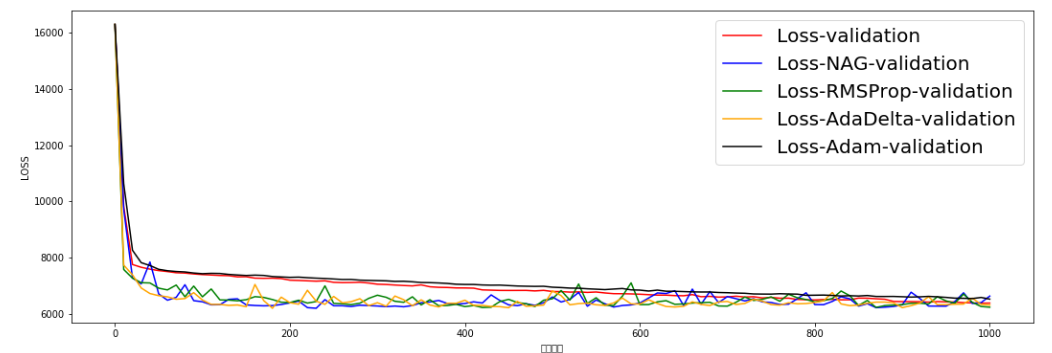 16000
14000
12000
10000
8000
6000
LOSS
0
200
400
600
800
1000
Loss-validation
Loss-NAG-validation
Loss-RMSProp-validation
Loss-AdaDelta-validation
Loss-Adam-validation